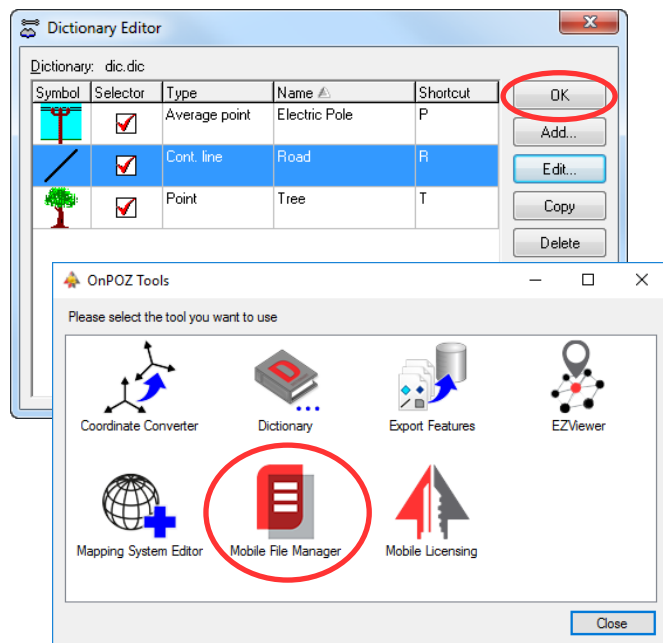 Dictionary Editor
Dictionary: dic.dic
Symbol Selector Type Name Shortcut
Average point Electric Pole P
Cont. line Road R
Point Tree T
OK
Add...
Edit...
Copy
Delete
OnPOZ Tools
Please select the tool you want to use
Coordinate Converter Dictionary Export Features EZViewer
Mapping System Editor Mobile File Manager Mobile Licensing
Close